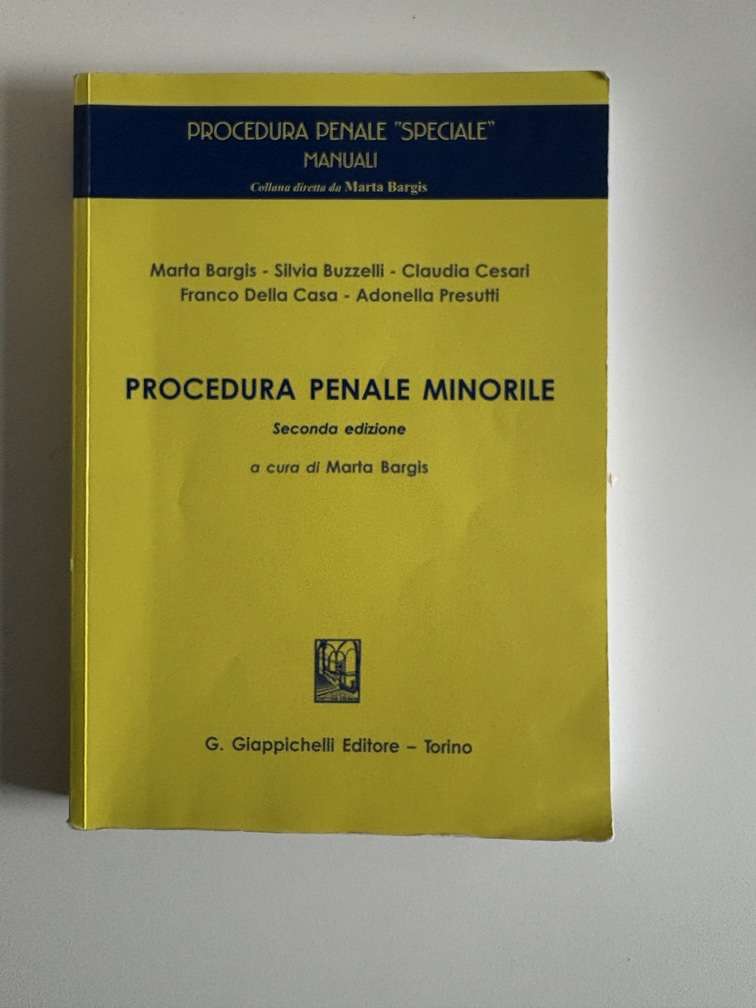 PROCEDURA PENALE "SPECIALE"
MANUALI
Collana diretta da Marta Bargis
Marta Bargis - Silvia Buzzelli - Claudia Cesari
Franco Della Casa - Adonella Presutti
PROCEDURA PENALE MINORILE
Seconda edizione
a cura di Marta Bargis
G. Giappichelli Editore – Torino